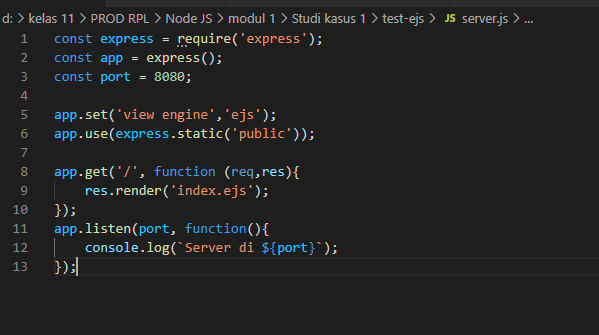 d: > kelas 11 > PROD RPL > Node JS > modul 1 > Studi kasus 1 > test-ejs > JS server.js > ...
1 const express = require('express');
2 const app = express();
3 const port = 8080;
4
5 app.set('view engine','ejs');
6 app.use(express.static('public'));
7
8 app.get('/', function (req,res){
9     res.render('index.ejs');
10 });
11 app.listen(port, function(){
12     console.log(`Server di ${port}`);
13 });